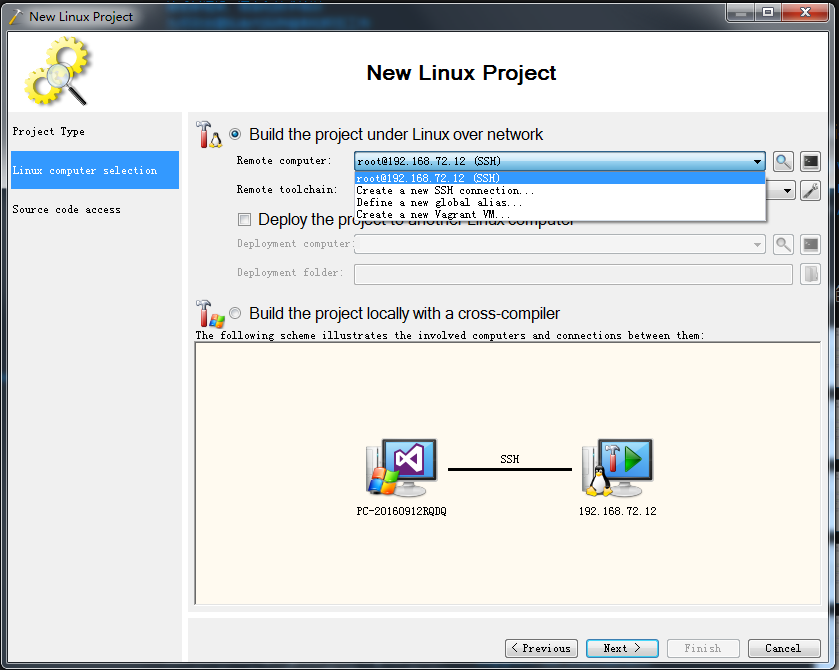 New Linux Project
New Linux Project
Project Type
Linux computer selection
Source code access
Build the project under Linux over network
Remote computer:
root@192.168.72.12 (SSH)
root@192.168.72.12 (SSH)
Create a new SSH connection...
Define a new global alias...
Create a new Vagrant VM...
Remote toolchain:
Deploy the project to another Linux computer
Deployment computer:
Deployment folder:
Build the project locally with a cross-compiler
The following scheme illustrates the involved computers and connections between them:
SSH
PC-20160912RQDQ
192.168.72.12
< Previous
Next >
Finish
Cancel